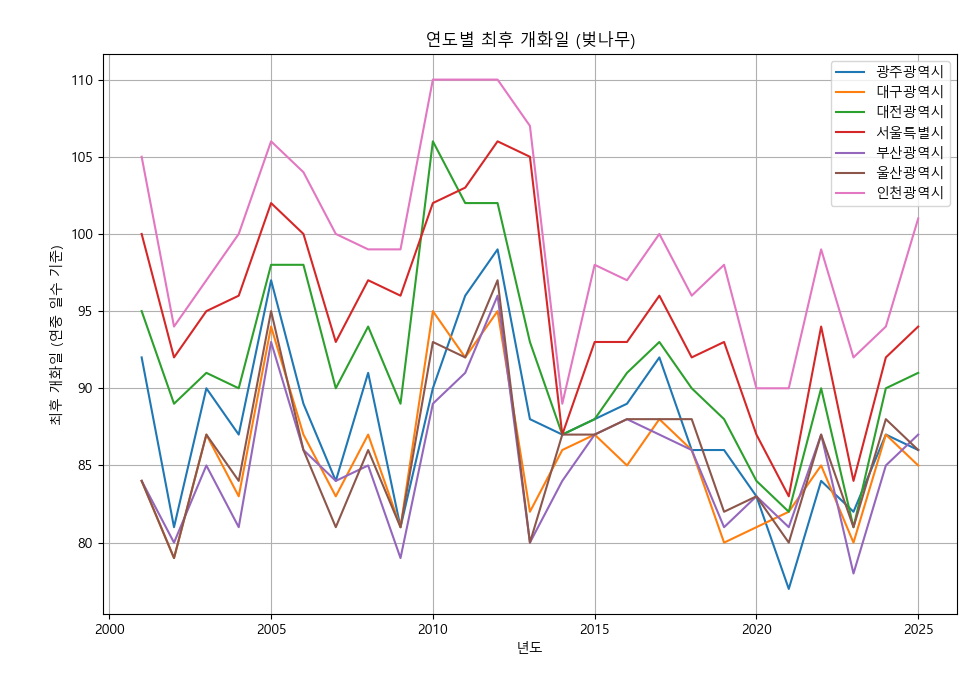 연도별 최후 개화일 (벚나무)
최후 개화일 (연중 일수 기준)
110
105
100
95
90
85
80
광주광역시
대구광역시
대전광역시
서울특별시
부산광역시
울산광역시
인천광역시
2000 2005 2010 2015 2020 2025
년도